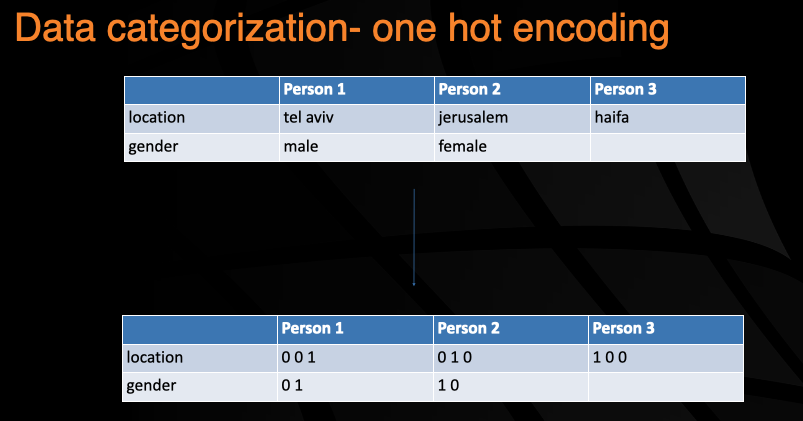 Data categorization- one hot encoding
Person 1 Person 2 Person 3
location tel aviv jerusalem haifa
gender male female
Person 1 Person 2 Person 3
location 0 0 1 0 1 0 1 0 0
gender 0 1 1 0